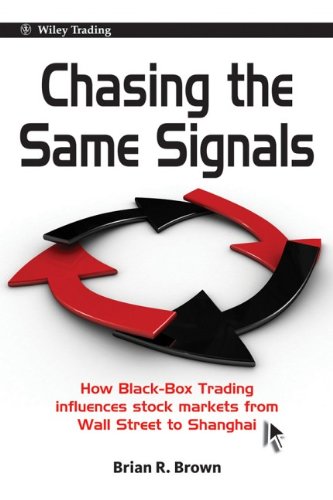 Wiley Trading
Chasing the
Same Signals
How Black-Box Trading
influences stock markets from
Wall Street to Shanghai
Brian R. Brown